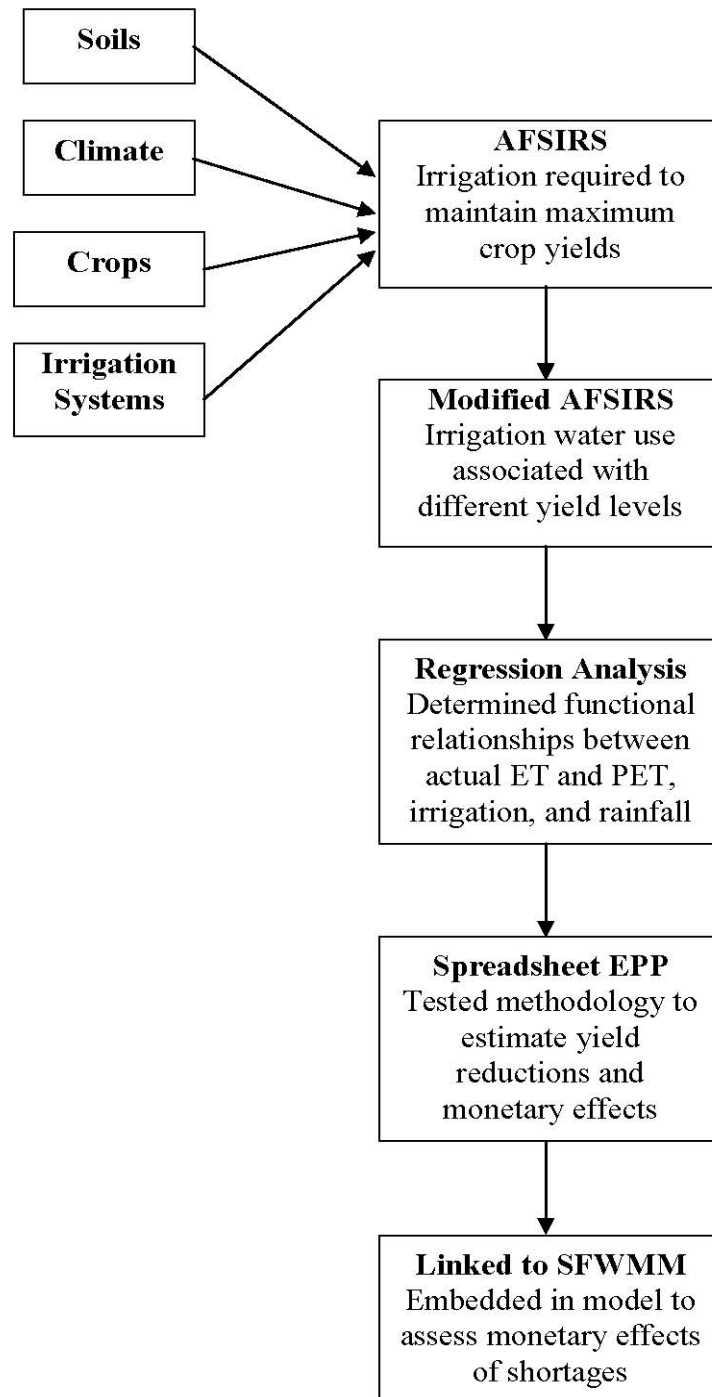 Soils
Climate
Crops
Irrigation
Systems
AFSIRS
Irrigation required to
maintain maximum
crop yields
Modified AFSIRS
Irrigation water use
associated with
different yield levels
Regression Analysis
Determined functional
relationships between
actual ET and PET,
irrigation, and rainfall
Spreadsheet EPP
Tested methodology to
estimate yield
reductions and
monetary effects
Linked to SFWMM
Embedded in model to
assess monetary effects
of shortages